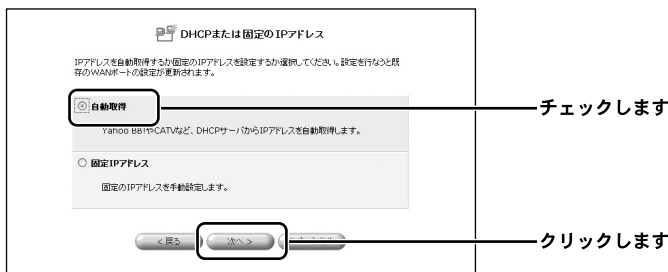 DHCPまたは固定のIPアドレス
IPアドレスを自動取得するか固定のIPアドレスを設定するか選択してください。設定を行なうと既
存のWANポートの設定が更新されます。
自動取得
チェックします
Yahoo BB!やCATVなど、DHCPサーバからIPアドレスを自動取得します。
固定IPアドレス
固定のIPアドレスを手動設定します。
< 戻る
次へ >
クリックします